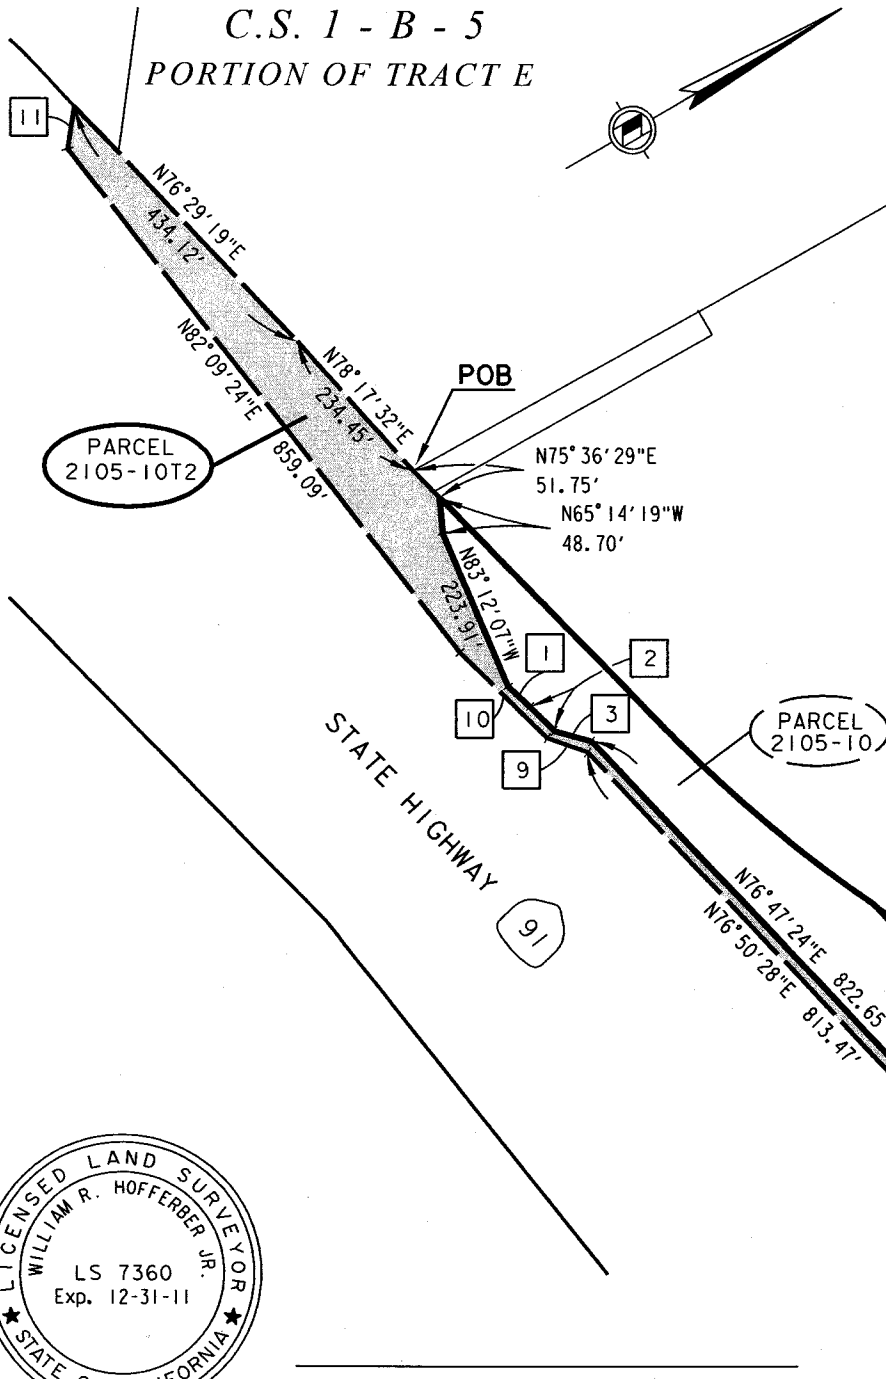 C.S. 1 - B - 5
PORTION OF TRACT E
11
N76°29'19"E
434.12'
N82°09'24"E
859.09'
N78°17'32"E
234.45'
POB
PARCEL
2105-10T2
N75°36'29"E
51.75'
N65°14'19"W
48.70'
N83°12'07"W
223.91'
1
2
10
3
9
PARCEL
2105-10
STATE HIGHWAY
91
N76°47'24"E 822.65
N76°50'28"E 813.47'
LICENSED LAND SURVEYOR
WILLIAM R. HOFFERBER JR.
LS 7360
Exp. 12-31-11
STATE